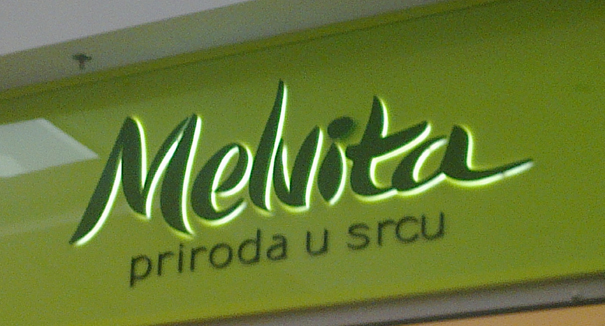 Melvita
priroda u srcu